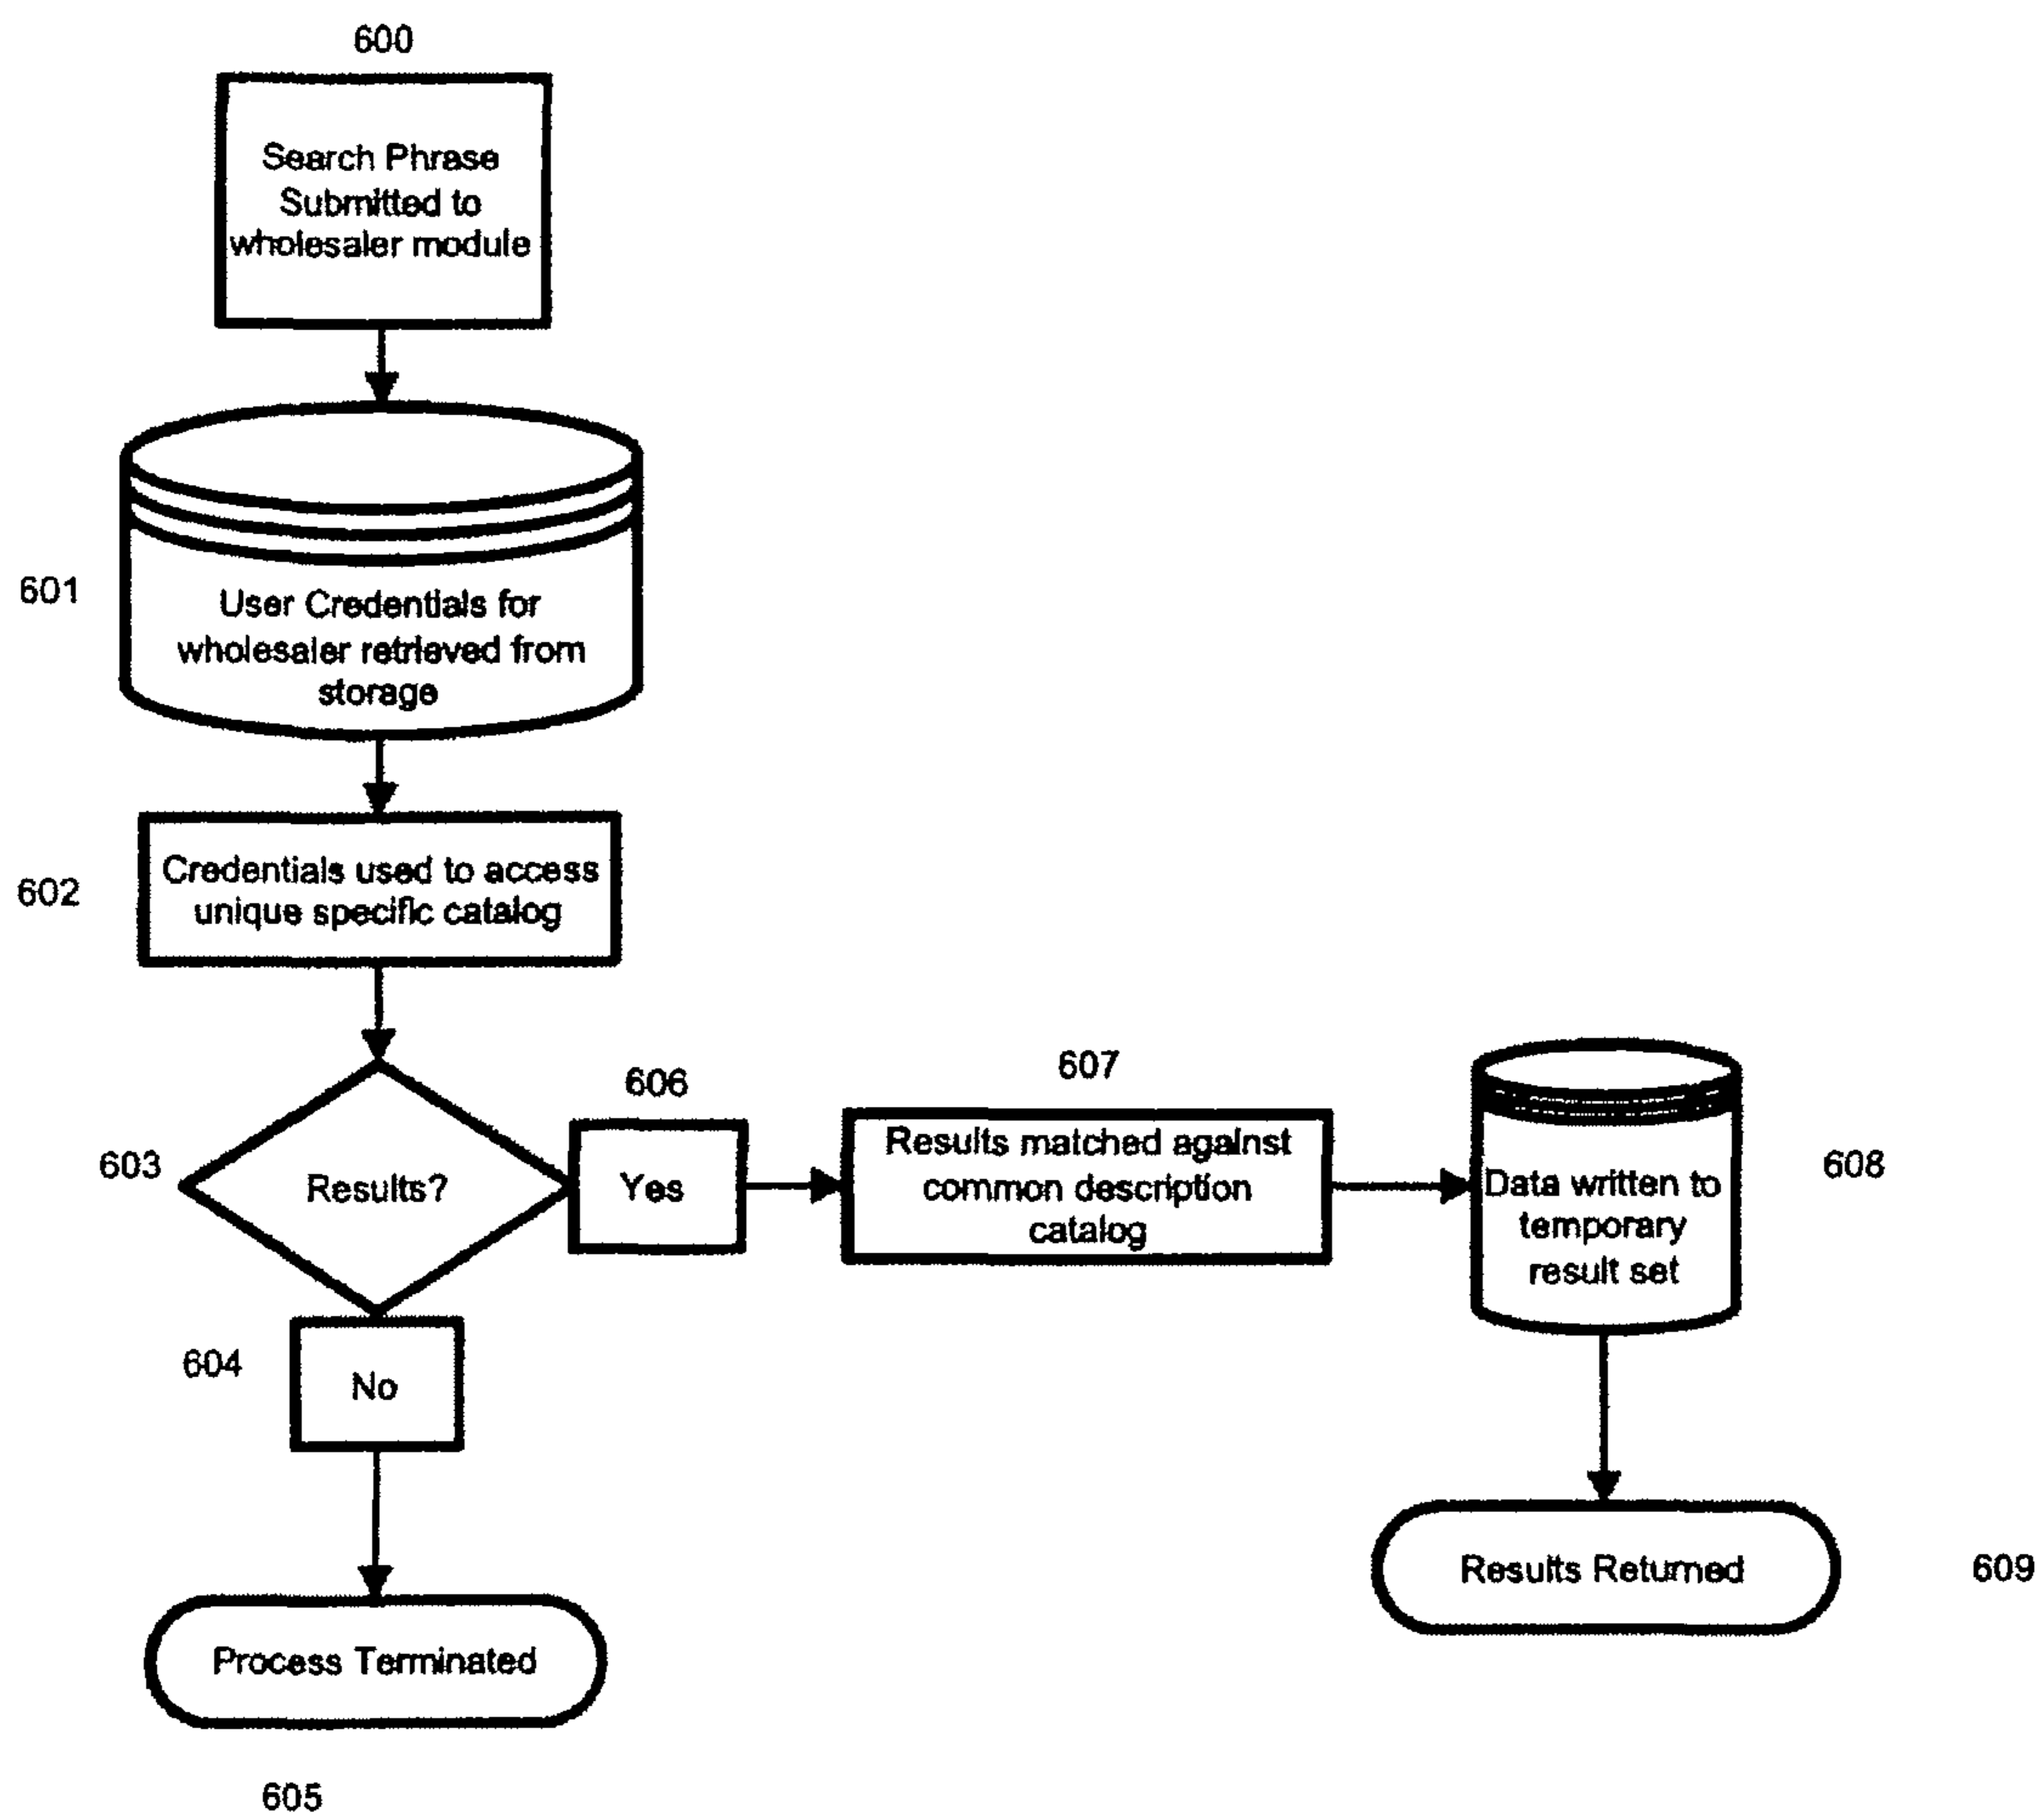 600
Search Phrase
Submitted to
wholesaler module
601
User Credentials for
wholesaler retrieved from
storage
602
Credentials used to access
unique specific catalog
603
Results?
606
Yes
607
Results matched against
common description
catalog
608
Data written to
temporary
result set
604
No
609
Results Returned
Process Terminated
605